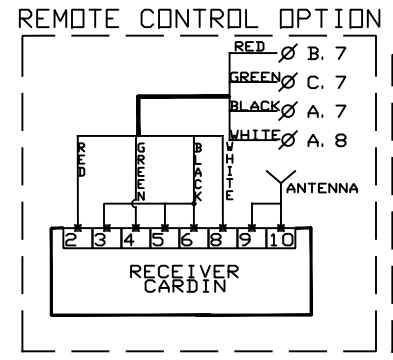 REMOTE CONTROL OPTION
RED B. 7
GREEN C. 7
BLACK A. 7
WHITE A. 8
RED
GREEN
BLACK
WHITE
ANTENNA
2 3 4 5 6 8 9 10
RECEIVER
CARDIN